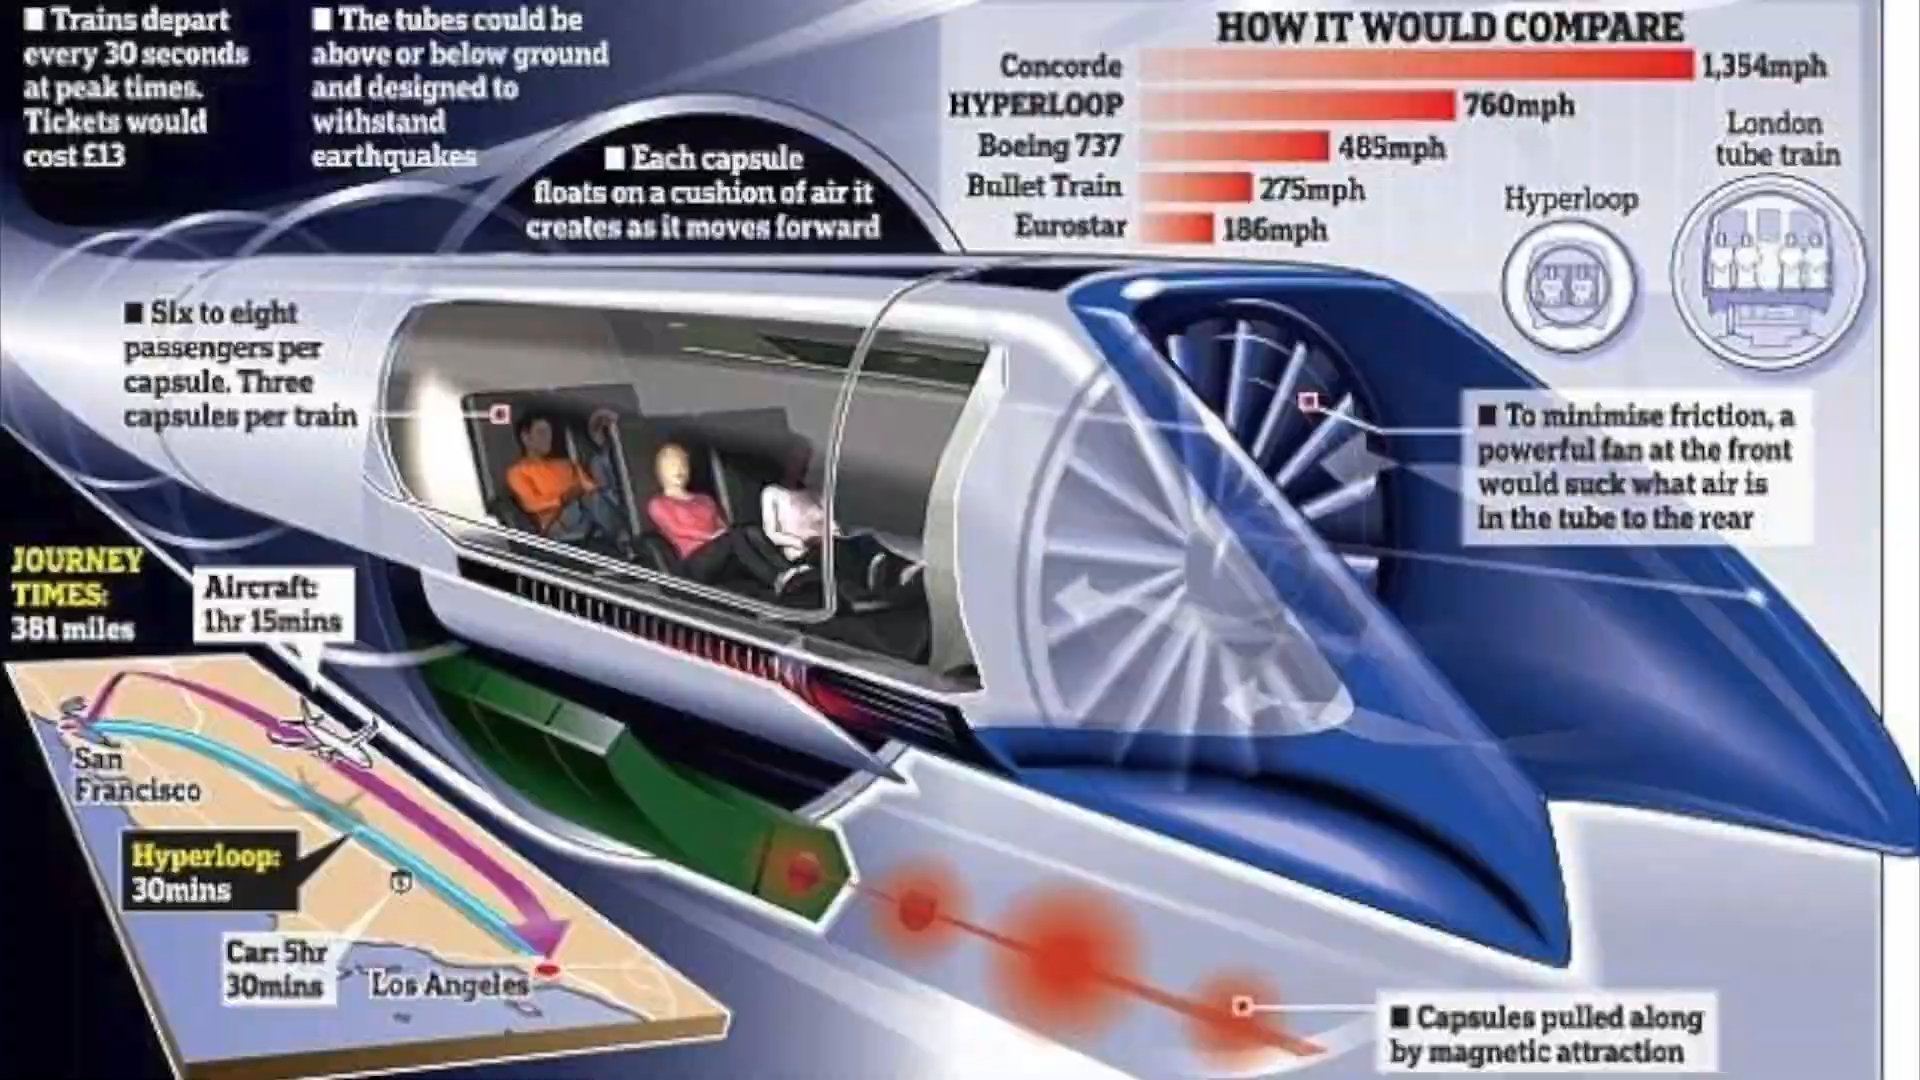 ■ Trains depart
every 30 seconds
at peak times.
Tickets would
cost £13
■ The tubes could be
above or below ground
and designed to
withstand
earthquakes
■ Each capsule
floats on a cushion of air it
creates as it moves forward
HOW IT WOULD COMPARE
Concorde 1,354mph
HYPERLOOP 760mph
Boeing 737 485mph
Bullet Train 275mph
Eurostar 186mph
Hyperloop
London
tube train
■ Six to eight
passengers per
capsule. Three
capsules per train
■ To minimise friction, a
powerful fan at the front
would suck what air is
in the tube to the rear
JOURNEY
TIMES:
381 miles
Aircraft:
1hr 15mins
San
Francisco
Hyperloop:
30mins
Car: 5hr
30mins
Los Angeles
■ Capsules pulled along
by magnetic attraction